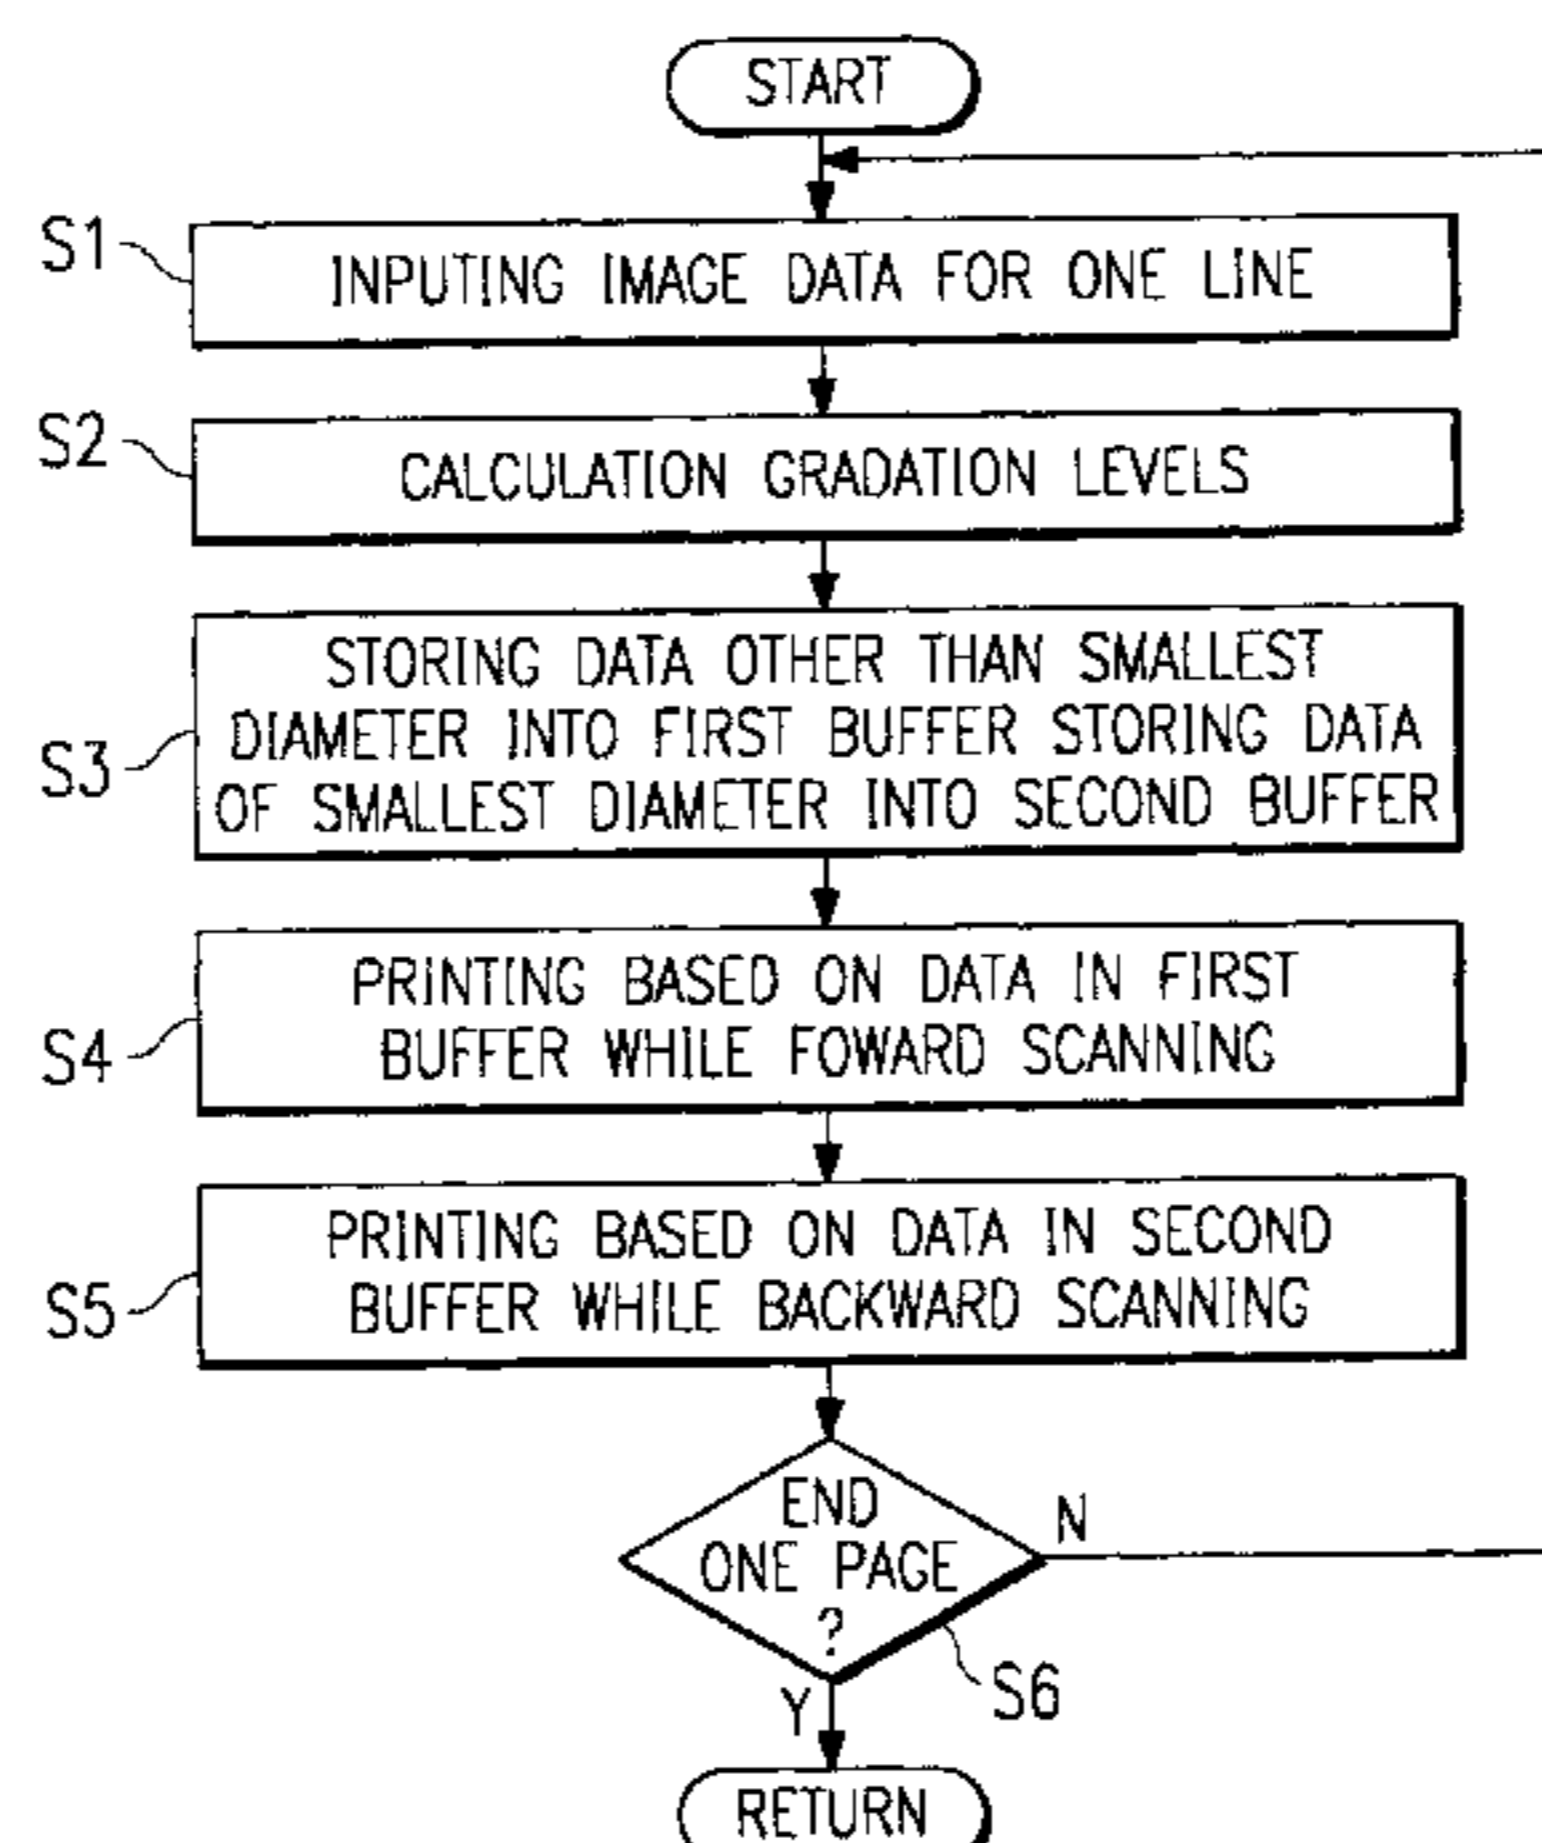 START
S1
INPUTING IMAGE DATA FOR ONE LINE
S2
CALCULATION GRADATION LEVELS
S3
STORING DATA OTHER THAN SMALLEST
DIAMETER INTO FIRST BUFFER STORING DATA
OF SMALLEST DIAMETER INTO SECOND BUFFER
S4
PRINTING BASED ON DATA IN FIRST
BUFFER WHILE FOWARD SCANNING
S5
PRINTING BASED ON DATA IN SECOND
BUFFER WHILE BACKWARD SCANNING
END
ONE PAGE
?
N
S6
Y
RETURN